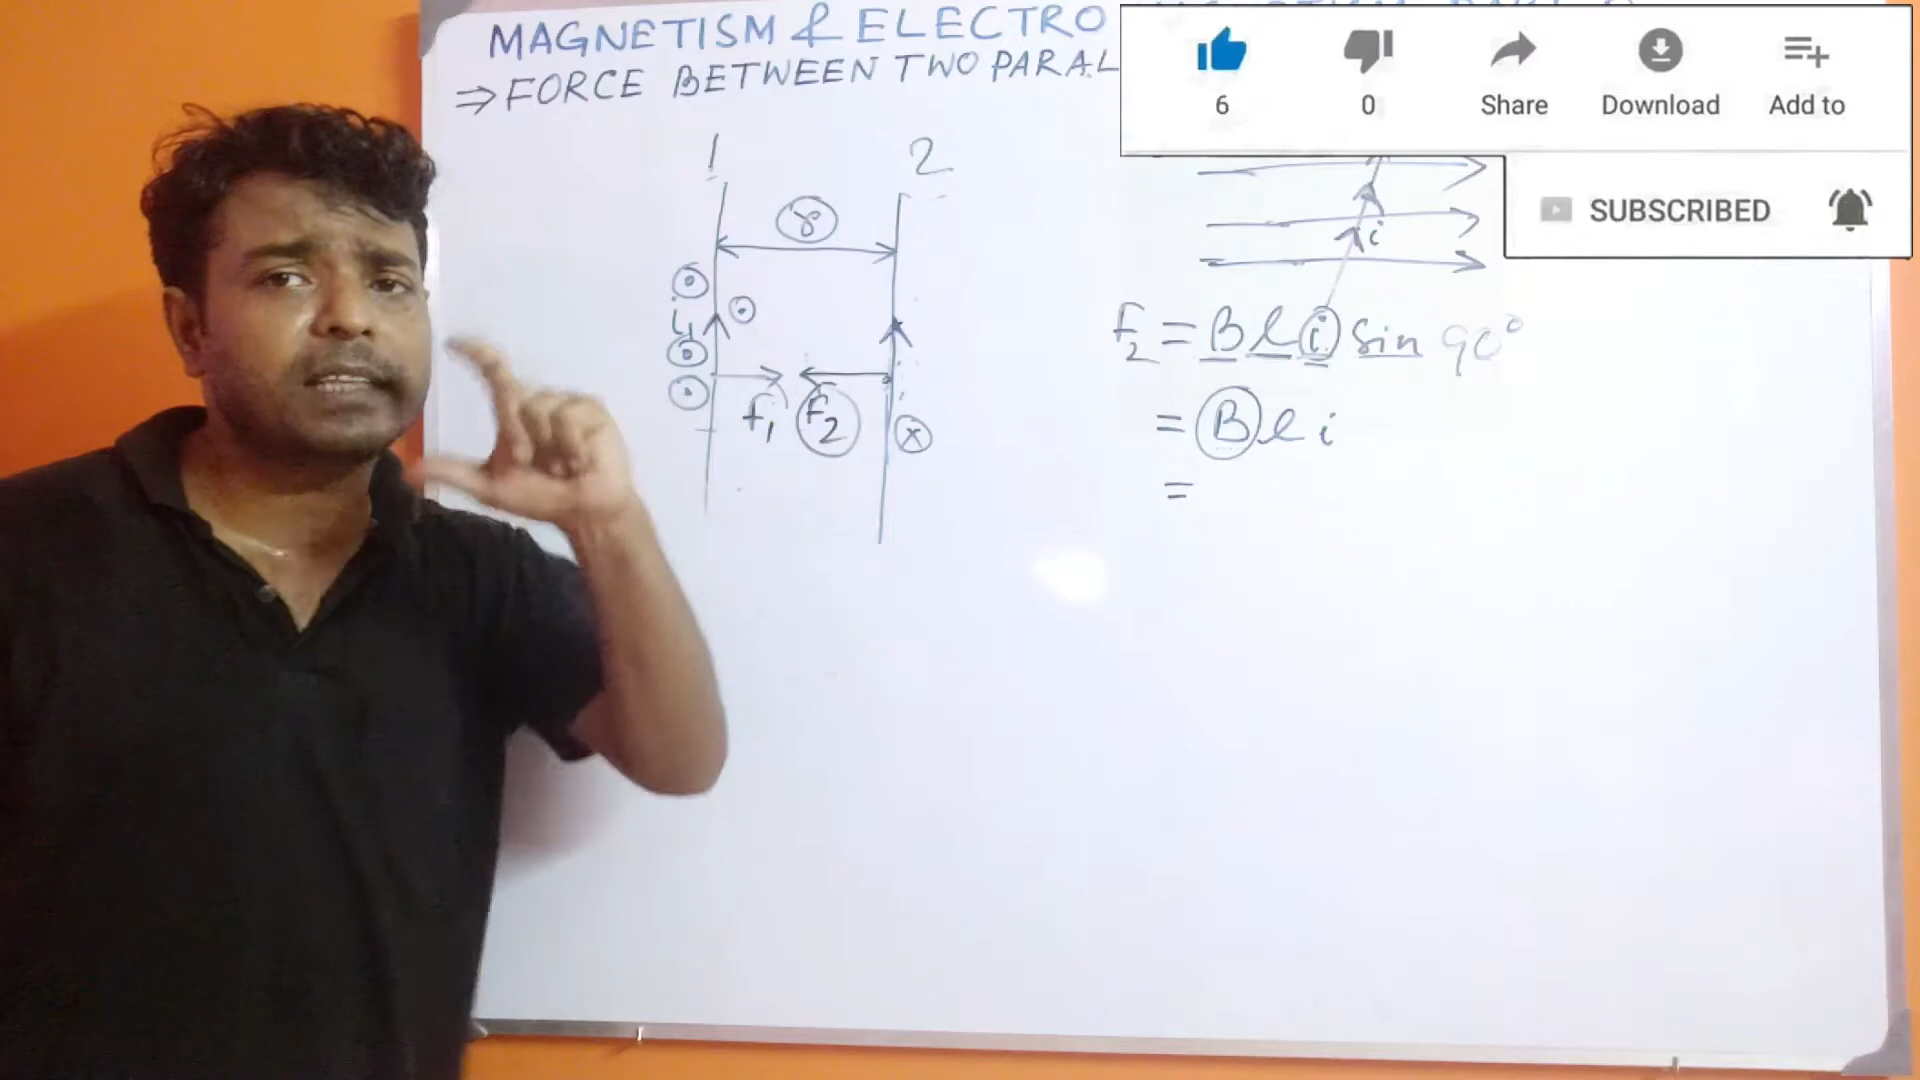 MAGNETISM & ELECTRO
⇒ FORCE BETWEEN TWO PARAL
6 0 Share Download Add to
SUBSCRIBED
1 2
r
i
i₁
f₁ F₂
F₂ = B l i sin 90°
= B l i
=